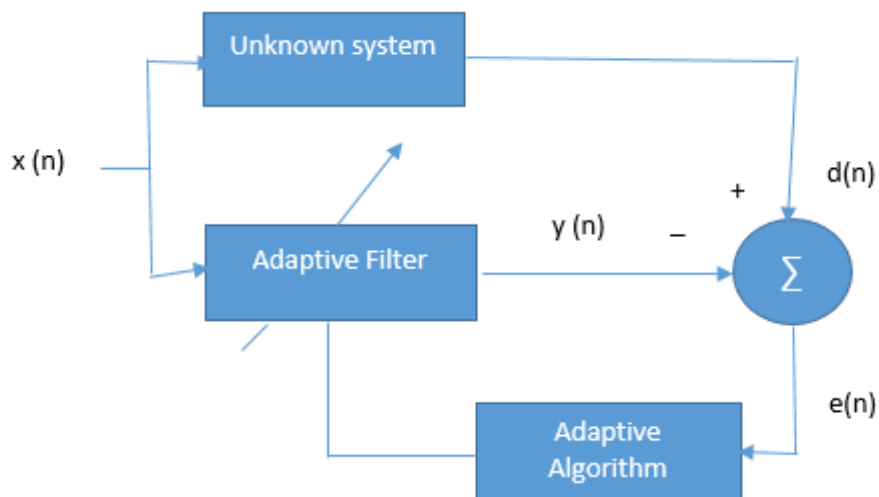 Unknown system
x (n)
d(n)
+
y (n)
–
Adaptive Filter
∑
e(n)
Adaptive
Algorithm